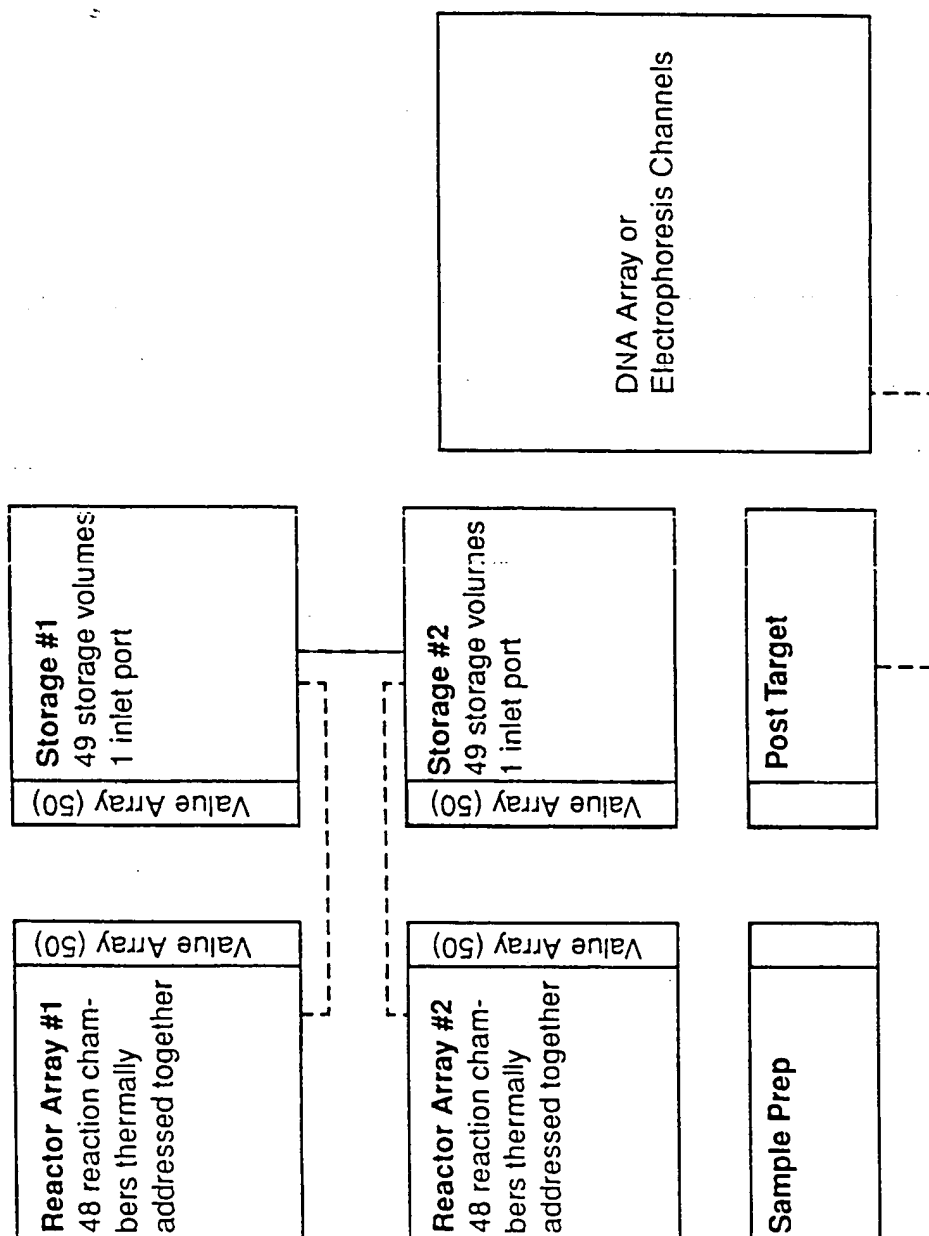 Reactor Array #1
48 reaction cham-
bers thermally
addressed together
Value Array (50)
Value Array (50)
Storage #1
49 storage volumes
1 inlet port
Reactor Array #2
48 reaction cham-
bers thermally
addressed together
Value Array (50)
Value Array (50)
Storage #2
49 storage volumes
1 inlet port
Sample Prep
Post Target
DNA Array or
Electrophoresis Channels